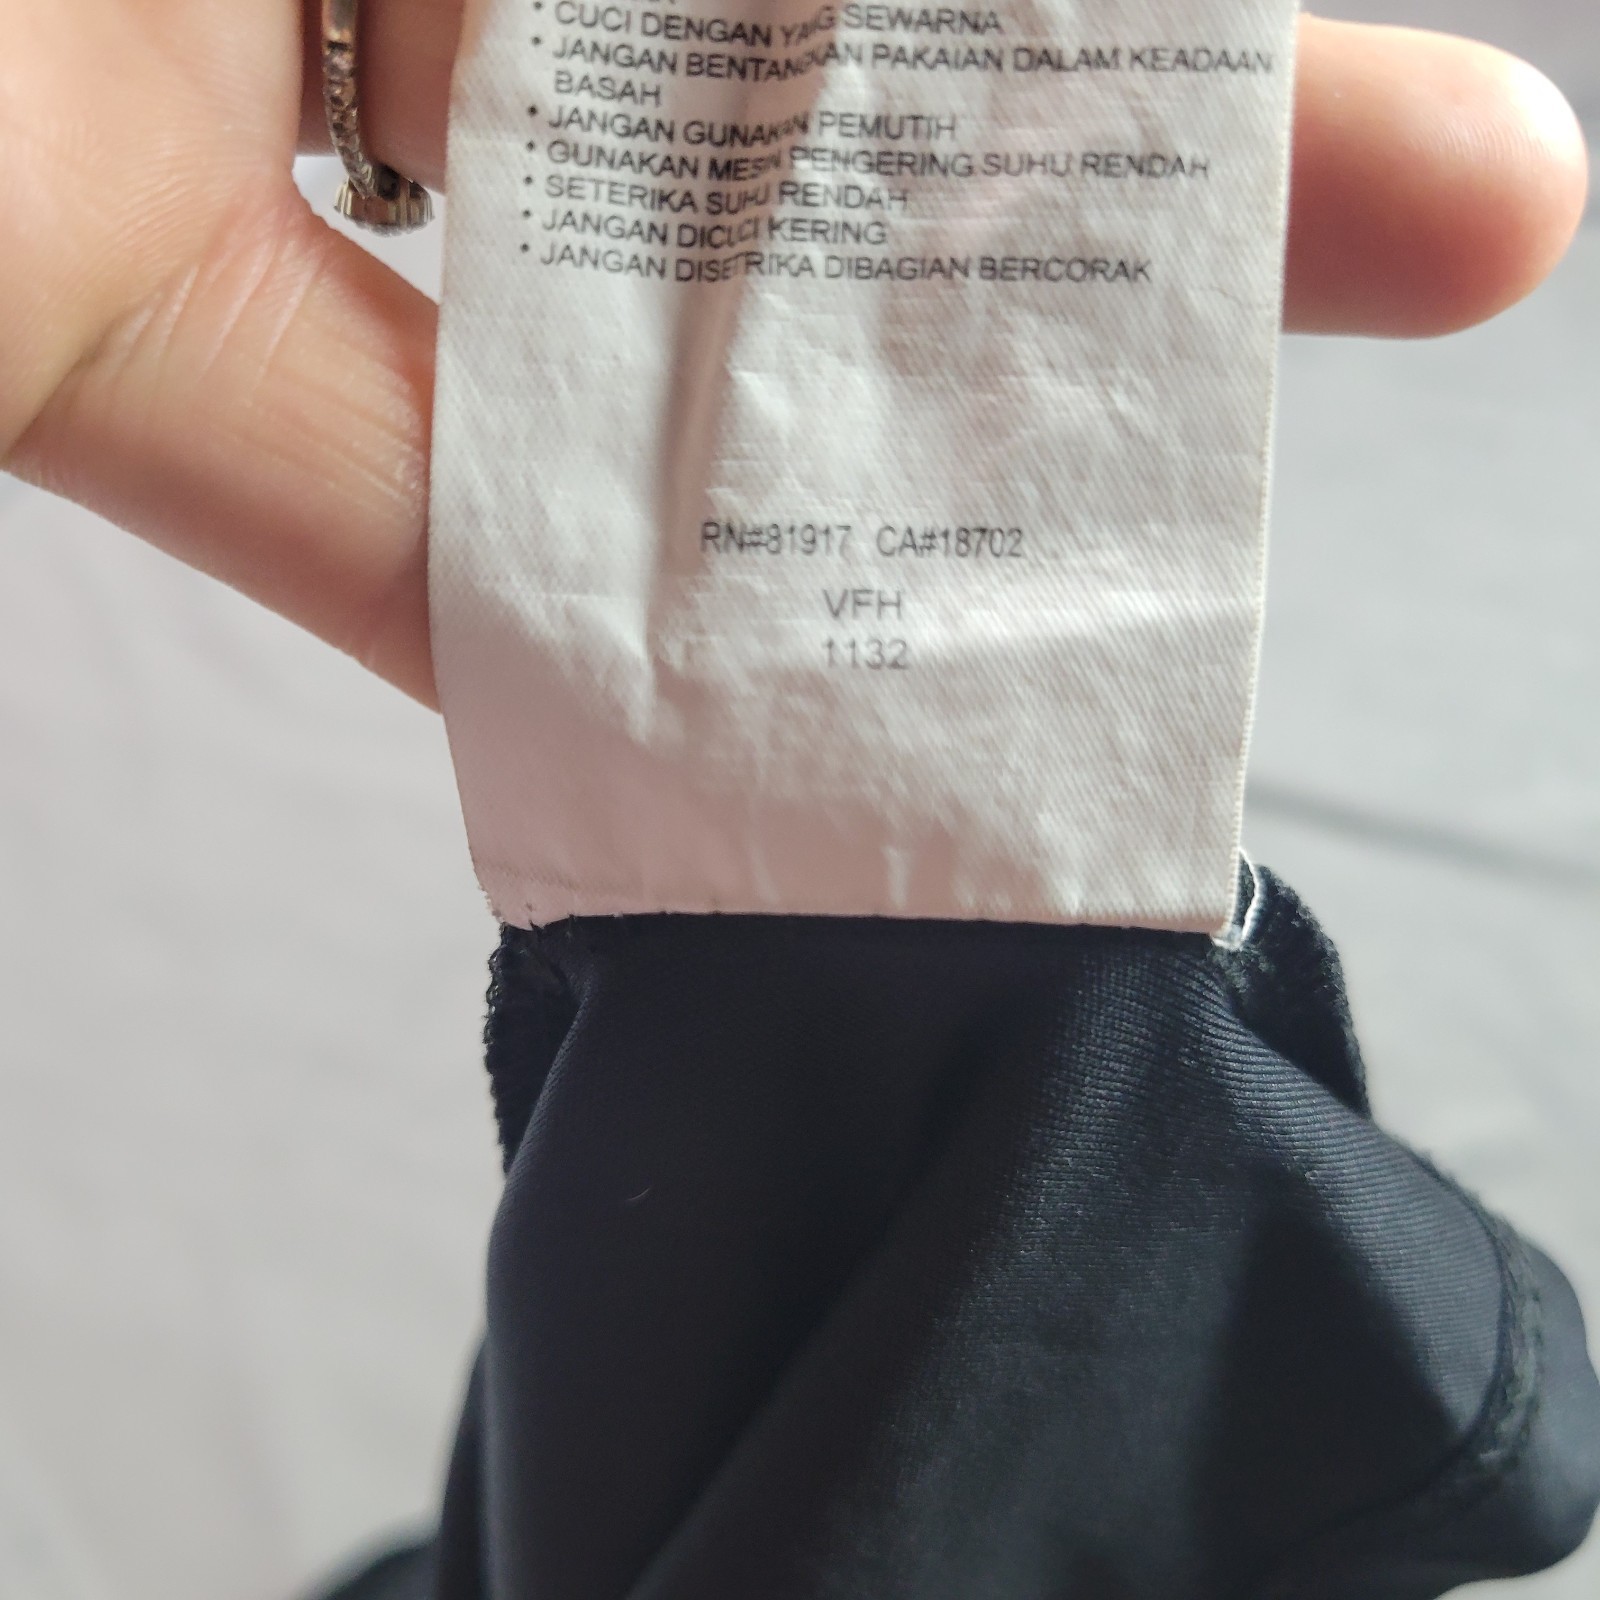 • CUCI DENGAN YANG SEWARNA
• JANGAN BENTANGKAN PAKAIAN DALAM KEADAAN
BASAH
• JANGAN GUNAKAN PEMUTIH
• GUNAKAN MESIN PENGERING SUHU RENDAH
• SETERIKA SUHU RENDAH
• JANGAN DICUCI KERING
• JANGAN DISETRIKA DIBAGIAN BERCORAK
RN#81917 CA#18702
VFH
1132